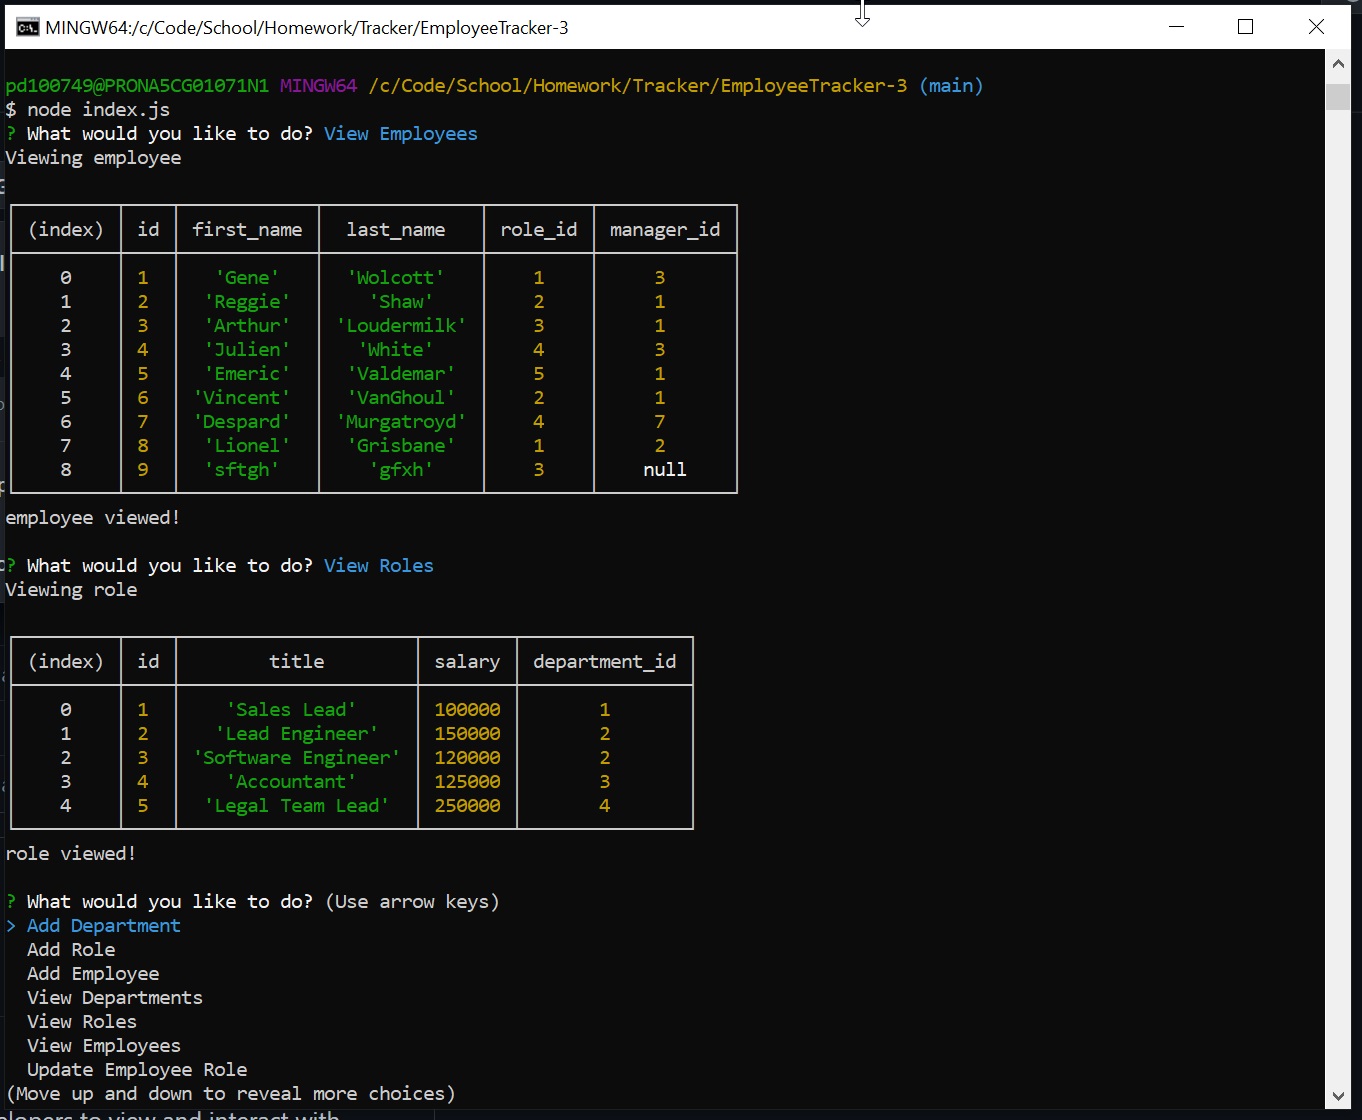 MINGW64:/c/Code/School/Homework/Tracker/EmployeeTracker-3
pd100749@PRONA5CG01071N1 MINGW64 /c/Code/School/Homework/Tracker/EmployeeTracker-3 (main)
$ node index.js
? What would you like to do? View Employees
Viewing employee
(index) id first_name last_name role_id manager_id
0 1 'Gene' 'Wolcott' 1 3
1 2 'Reggie' 'Shaw' 2 1
2 3 'Arthur' 'Loudermilk' 3 1
3 4 'Julien' 'White' 4 3
4 5 'Emeric' 'Valdemar' 5 1
5 6 'Vincent' 'VanGhoul' 2 1
6 7 'Despard' 'Murgatroyd' 4 7
7 8 'Lionel' 'Grisbane' 1 2
8 9 'sftgh' 'gfxh' 3 null
employee viewed!
? What would you like to do? View Roles
Viewing role
(index) id title salary department_id
0 1 'Sales Lead' 100000 1
1 2 'Lead Engineer' 150000 2
2 3 'Software Engineer' 120000 2
3 4 'Accountant' 125000 3
4 5 'Legal Team Lead' 250000 4
role viewed!
? What would you like to do? (Use arrow keys)
> Add Department
Add Role
Add Employee
View Departments
View Roles
View Employees
Update Employee Role
(Move up and down to reveal more choices)